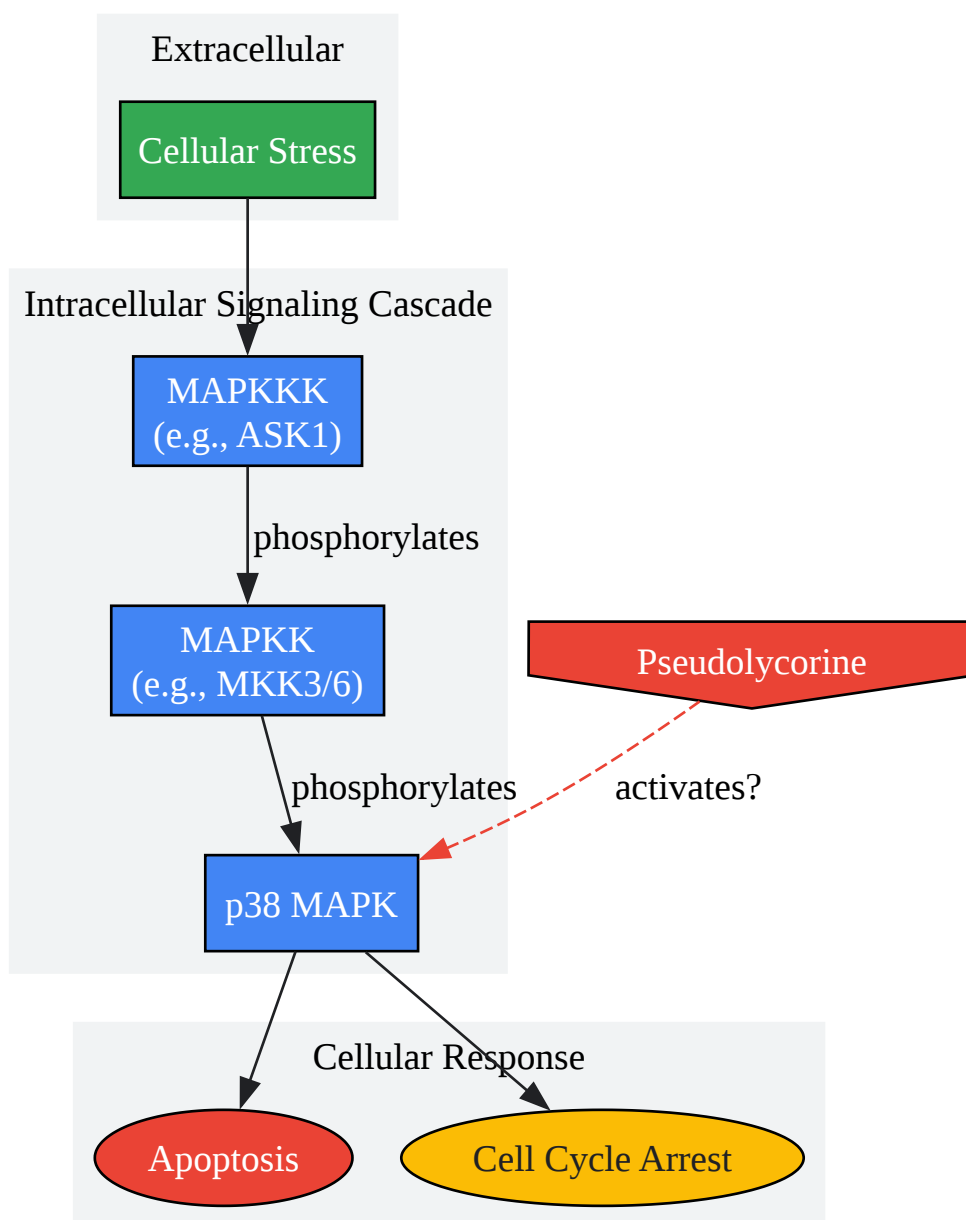 Extracellular
Cellular Stress
Intracellular Signaling Cascade
MAPKKK
(e.g., ASK1)
phosphorylates
MAPKK
(e.g., MKK3/6)
Pseudolycorine
phosphorylates
activates?
p38 MAPK
Cellular Response
Apoptosis
Cell Cycle Arrest